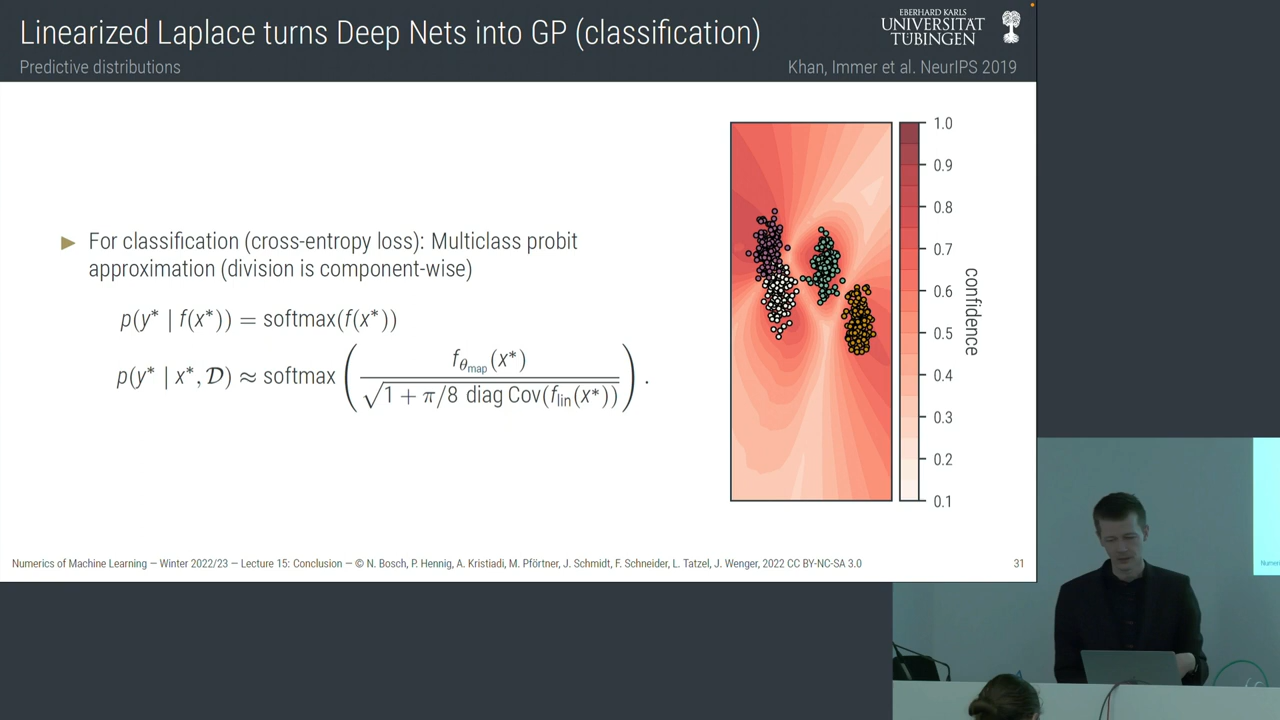 Linearized Laplace turns Deep Nets into GP (classification)
EBERHARD KARLS
UNIVERSITÄT
TÜBINGEN
Predictive distributions
Khan, Immer et al. NeurIPS 2019
▶ For classification (cross-entropy loss): Multiclass probit
approximation (division is component-wise)
p(y* | f(x*)) = softmax(f(x*))
p(y* | x*, 𝒟) ≈ softmax( f_{θ_map}(x*) / √(1 + π/8 diag Cov(f_lin(x*))) ).
1.0
0.9
0.8
0.7
0.6
0.5
0.4
0.3
0.2
0.1
confidence
Numerics of Machine Learning — Winter 2022/23 — Lecture 15: Conclusion — © N. Bosch, P. Hennig, A. Kristiadi, M. Pförtner, J. Schmidt, F. Schneider, L. Tatzel, J. Wenger, 2022 CC BY-NC-SA 3.0
31